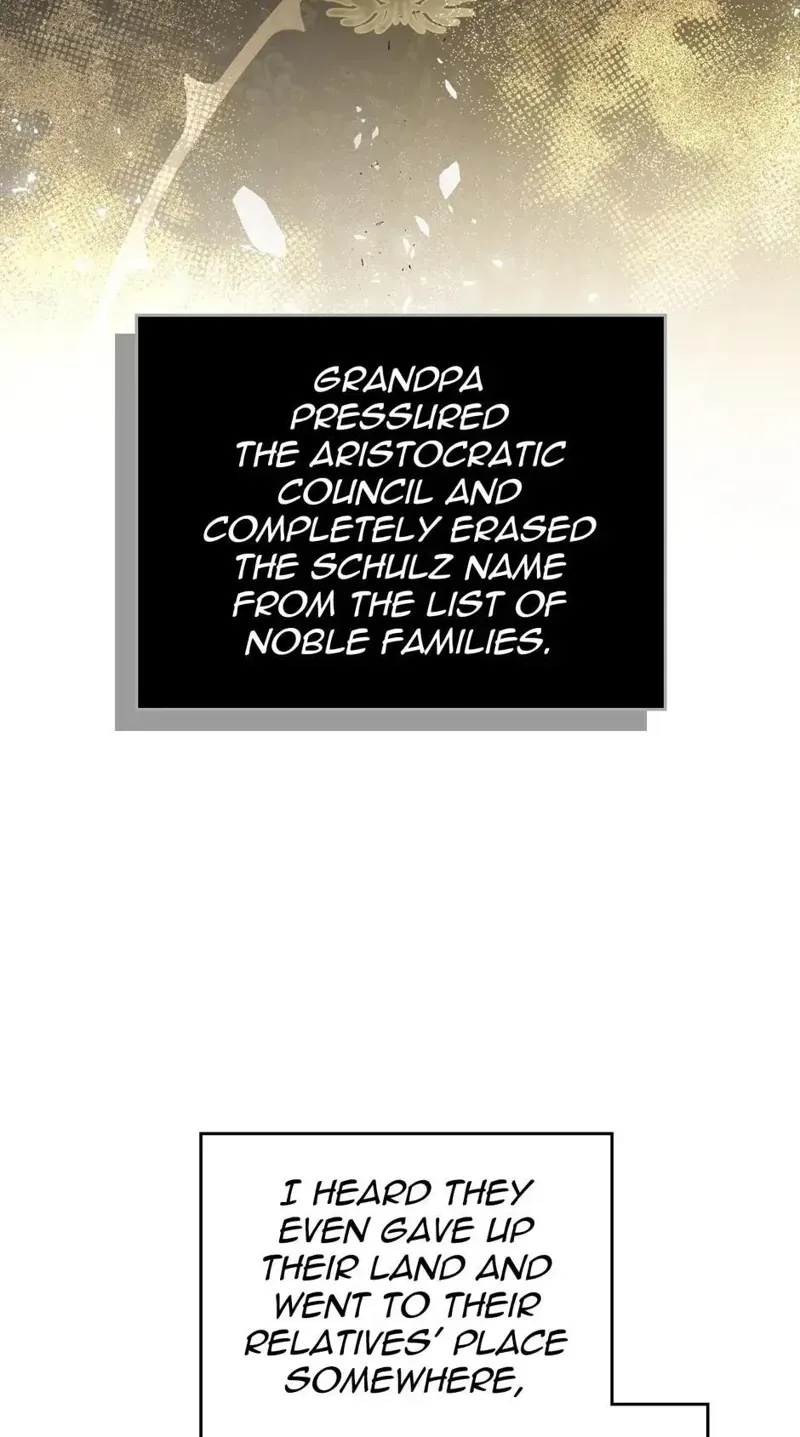 GRANDPA
PRESSURED
THE ARISTOCRATIC
COUNCIL AND
COMPLETELY ERASED
THE SCHULZ NAME
FROM THE LIST OF
NOBLE FAMILIES.
I HEARD THEY
EVEN GAVE UP
THEIR LAND AND
WENT TO THEIR
RELATIVES' PLACE
SOMEWHERE,